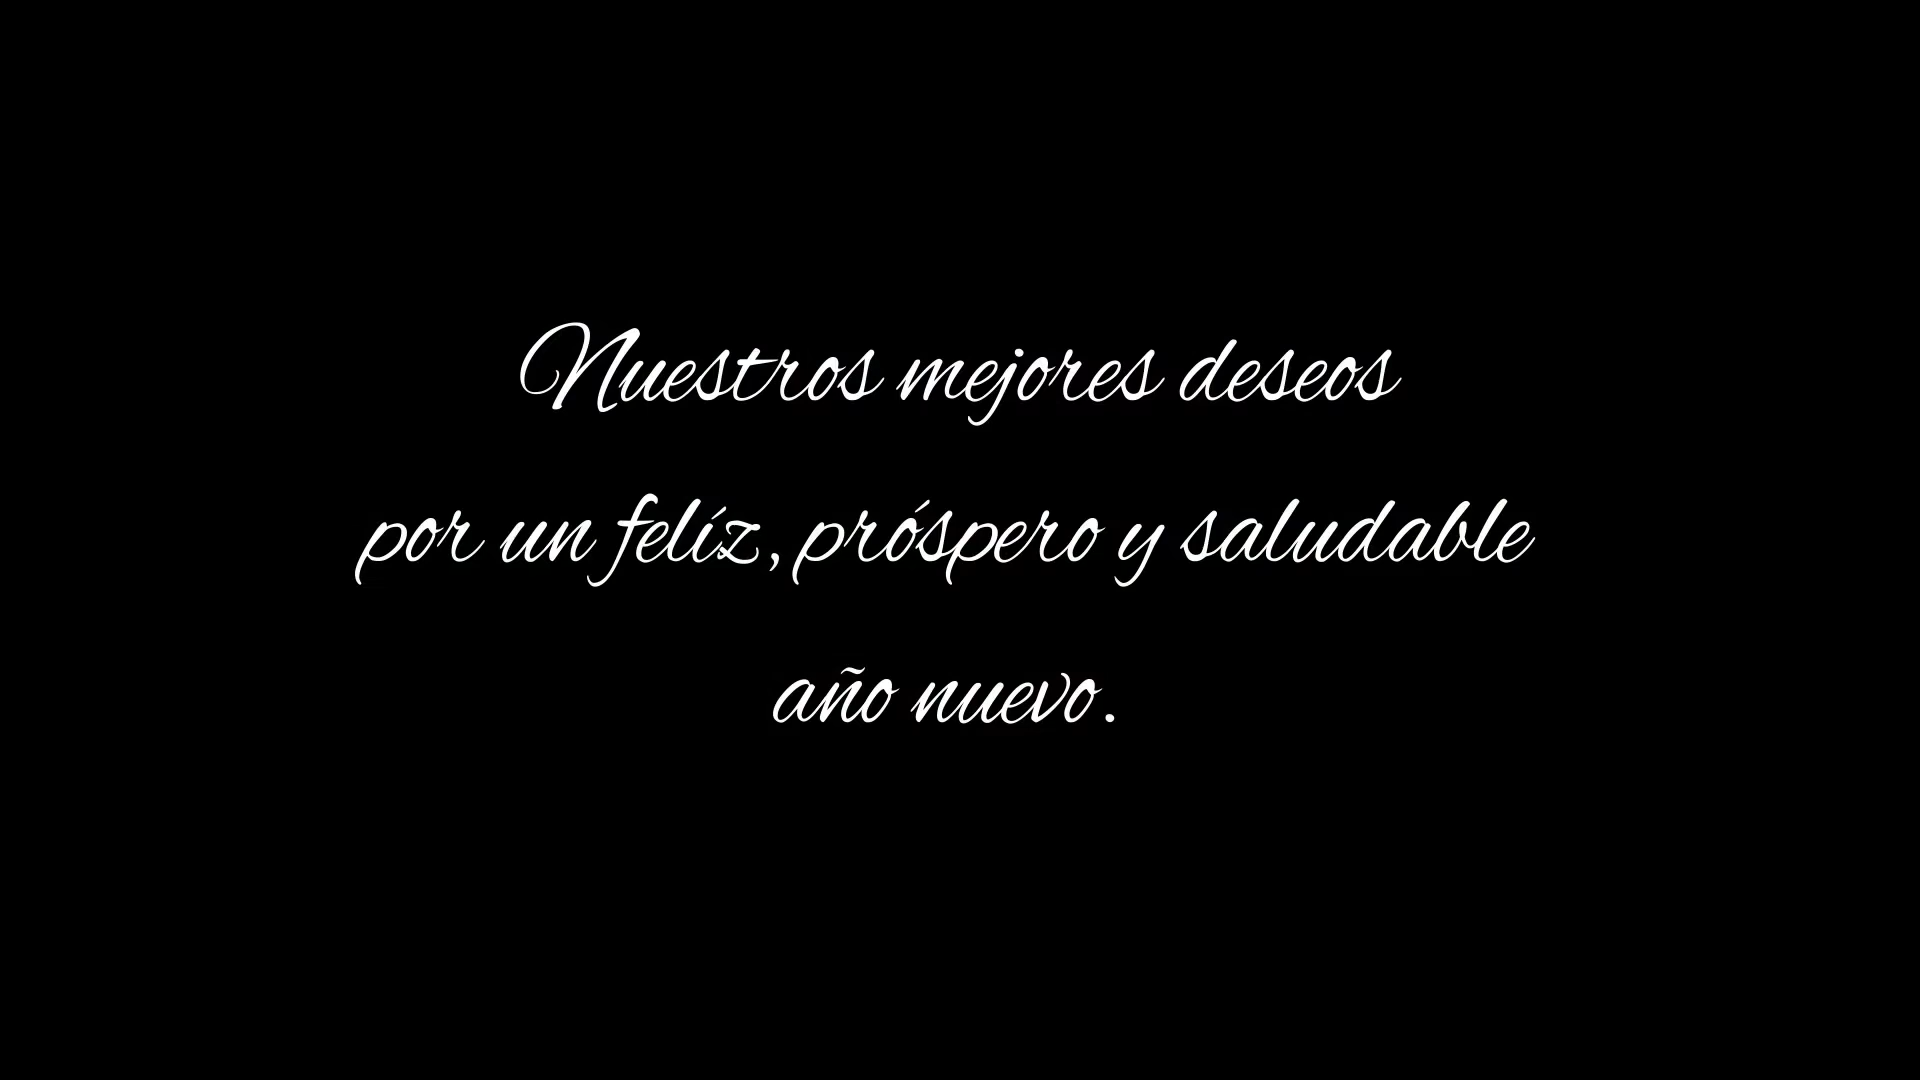 Nuestros mejores deseos
por un felíz, próspero y saludable
año nuevo.